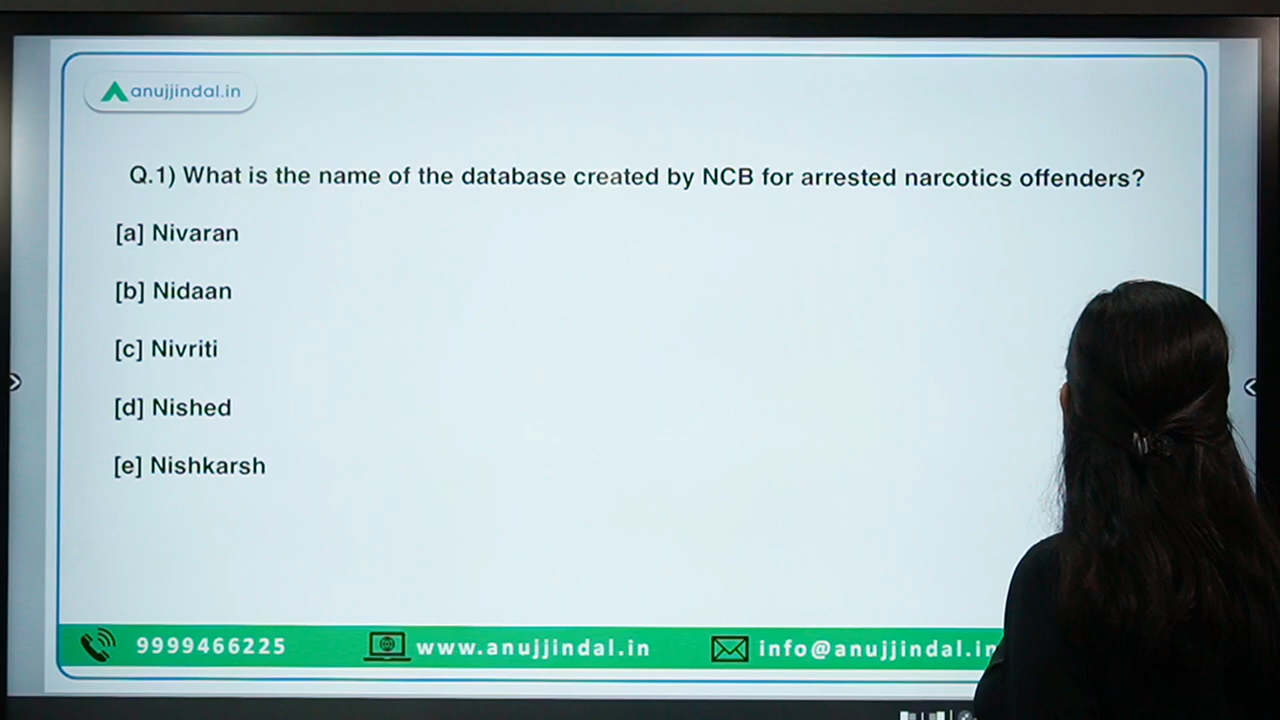 anujjindal.in
Q.1) What is the name of the database created by NCB for arrested narcotics offenders?
[a] Nivaran
[b] Nidaan
[c] Nivriti
[d] Nished
[e] Nishkarsh
9999466225 www.anujjindal.in info@anujjindal.in